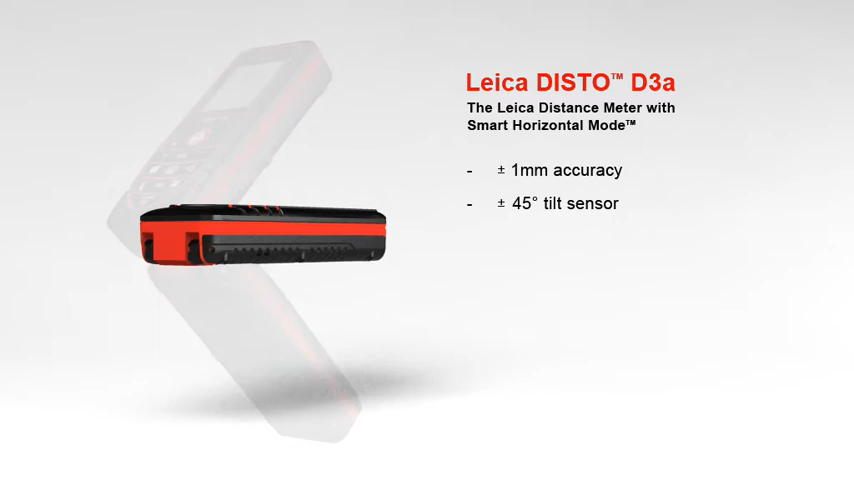 Leica DISTO™ D3a
The Leica Distance Meter with
Smart Horizontal Mode™
- ± 1mm accuracy
- ± 45° tilt sensor